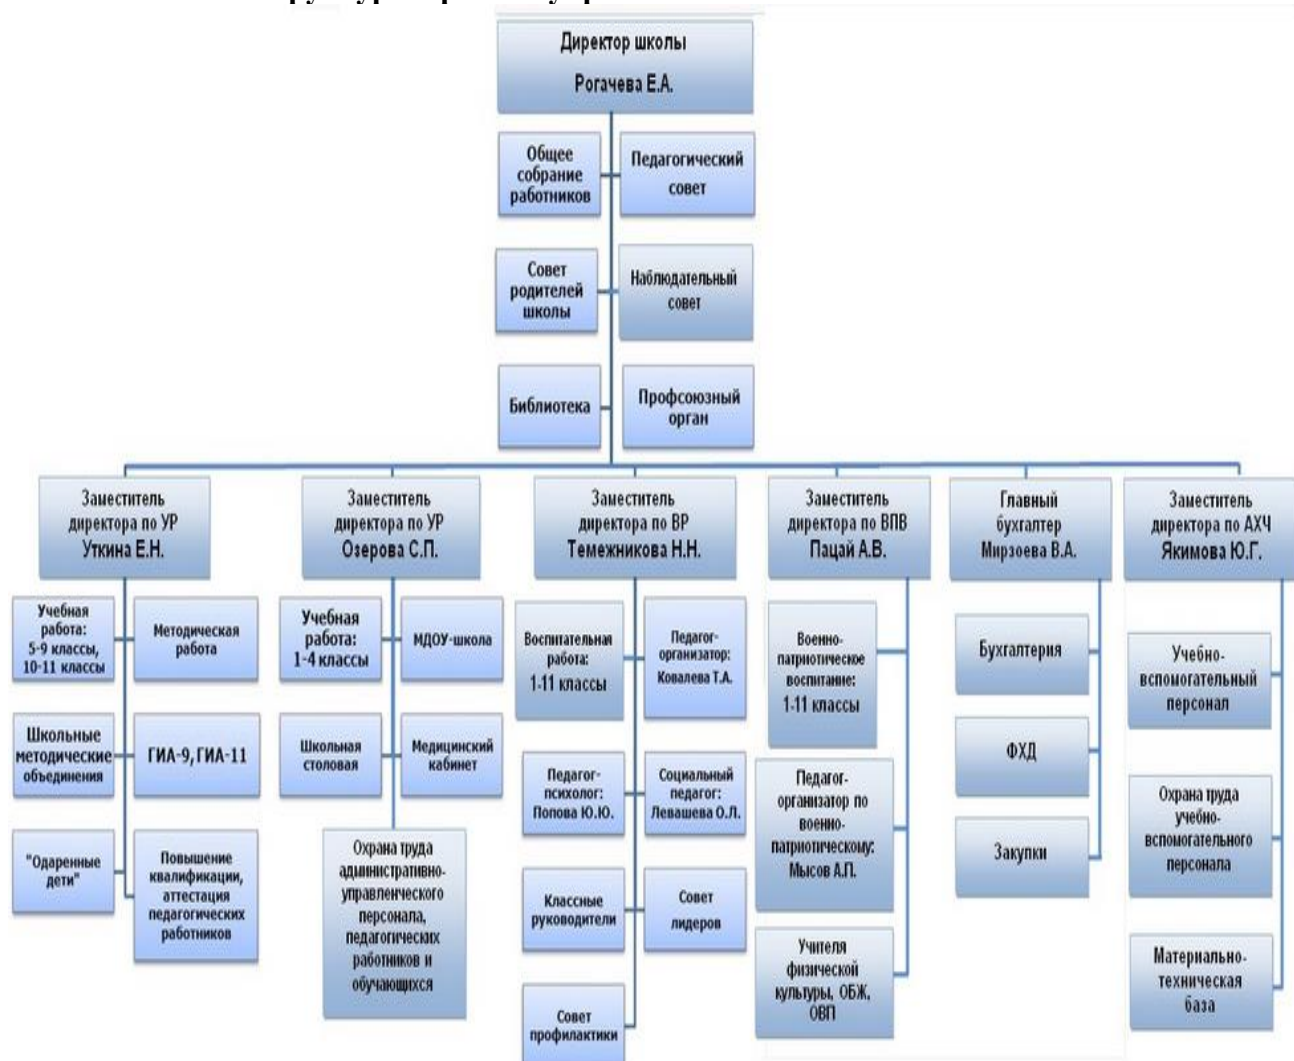 Директор школы
Рогачева Е.А.
Общее
собрание
работников
Педагогический
совет
Совет
родителей
школы
Наблюдательный
совет
Библиотека
Профсоюзный
орган
Заместитель
директора по УР
Уткина Е.Н.
Учебная
работа:
5-9 классы,
10-11 классы
Методическая
работа
Школьные
методические
объединения
ГИА-9,ГИА-11
"Одаренные
дети"
Повышение
квалификации,
аттестация
педагогических
работников
Заместитель
директора по УР
Озерова С.П.
Учебная
работа:
1-4 классы
МДОУ-школа
Школьная
столовая
Медицинский
кабинет
Охрана труда
административно-
управленческого
персонала,
педагогических
работников и
обучающихся
Заместитель
директора по ВР
Темежникова Н.Н.
Воспитательная
работа:
1-11 классы
Педагог-
организатор:
Ковалева Т.А.
Педагог-
психолог:
Попова Ю.Ю.
Социальный
педагог:
Левашева О.Л.
Классные
руководители
Совет
лидеров
Совет
профилактики
Заместитель
директора по ВПВ
Пацай А.В.
Военно-
патриотическое
воспитание:
1-11 классы
Педагог-
организатор по
военно-
патриотическому:
Мысов А.П.
Учителя
физической
культуры, ОБЖ,
ОВП
Главный
бухгалтер
Мирзоева В.А.
Бухгалтерия
ФХД
Закупки
Заместитель
директора по АХЧ
Якимова Ю.Г.
Учебно-
вспомогательный
персонал
Охрана труда
учебно-
вспомогательного
персонала
Материально-
техническая
база